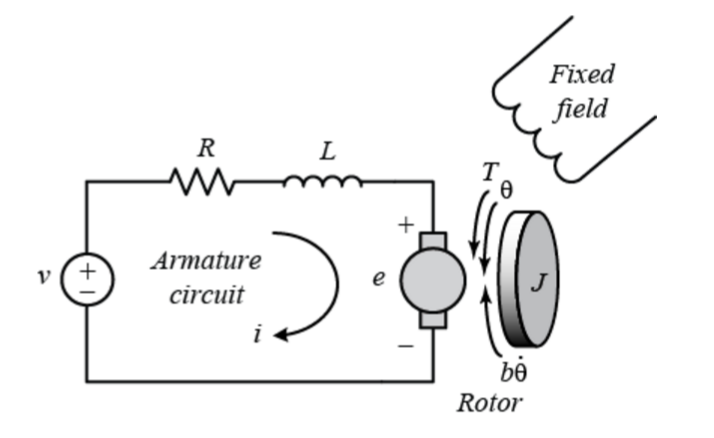 Fixed
field
R
L
T
θ
+
v
+
−
Armature
circuit
i
e
−
J
bθ̇
Rotor